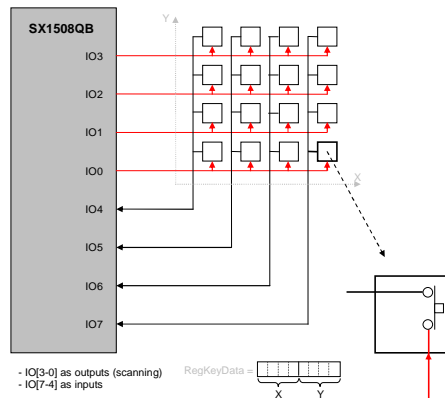 SX1508QB
Y
IO3
IO2
IO1
IO0
X
IO4
IO5
IO6
IO7
- IO[3-0] as outputs (scanning)
- IO[7-4] as inputs
RegKeyData =
X Y